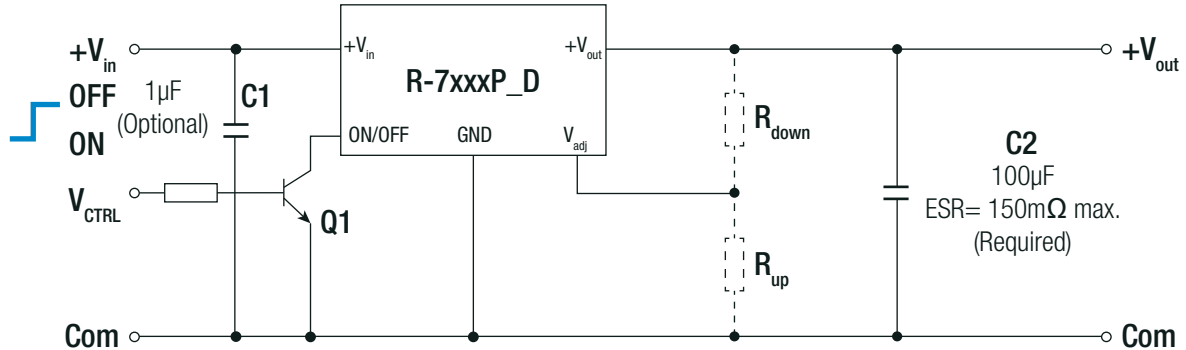 +Vin
OFF
ON
1µF
(Optional)
C1
VCTRL
Q1
Com
+Vin
+Vout
R-7xxxP_D
ON/OFF
GND
Vadj
Rdown
Rup
C2
100µF
ESR= 150mΩ max.
(Required)
+Vout
Com